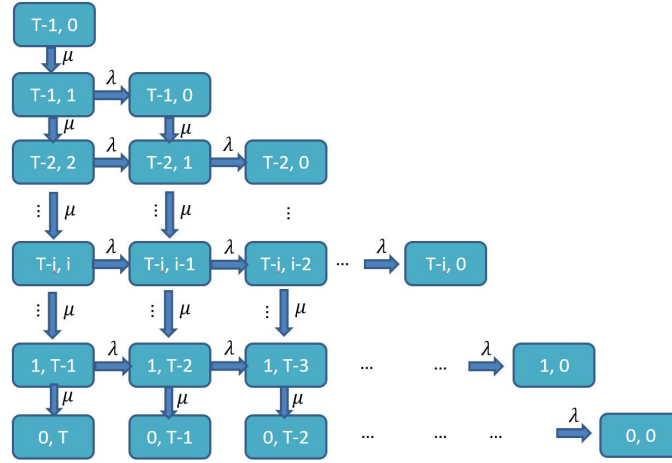 T-1, 0
μ
T-1, 1 λ T-1, 0
μ μ
T-2, 2 λ T-2, 1 λ T-2, 0
⋮ μ ⋮ μ ⋮
T-i, i λ T-i, i-1 λ T-i, i-2 ... λ T-i, 0
⋮ μ ⋮ μ ⋮ μ
1, T-1 λ 1, T-2 λ 1, T-3 ... ... λ 1, 0
μ μ μ
0, T 0, T-1 0, T-2 ... ... ... λ 0, 0